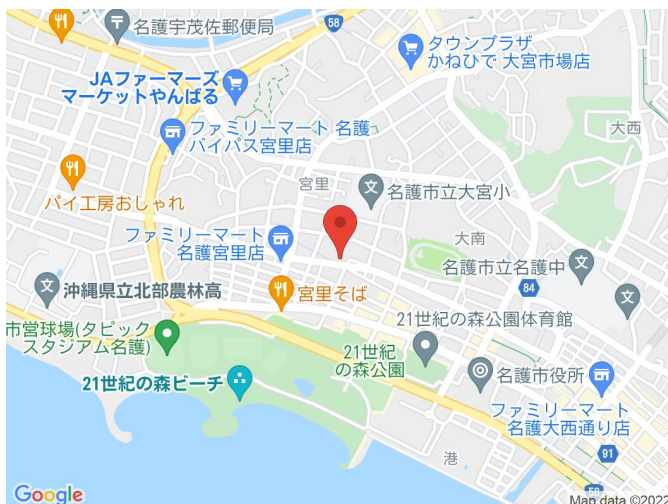 名護宇茂佐郵便局
58
タウンプラザ
かねひで 大宮市場店
JAファーマーズ
マーケットやんばる
ファミリーマート 名護
バイパス宮里店
大西
パイ工房おしゃれ
宮里
名護市立大宮小
ファミリーマート
名護宮里店
大南
名護市立名護中
84
沖縄県立北部農林高
宮里そば
市営球場(タピック
スタジアム名護)
21世紀の森公園体育館
21世紀
の森公園
21世紀の森ビーチ
名護市役所
ファミリーマート
名護大西通り店
91
港
58
Google
Map data ©2022